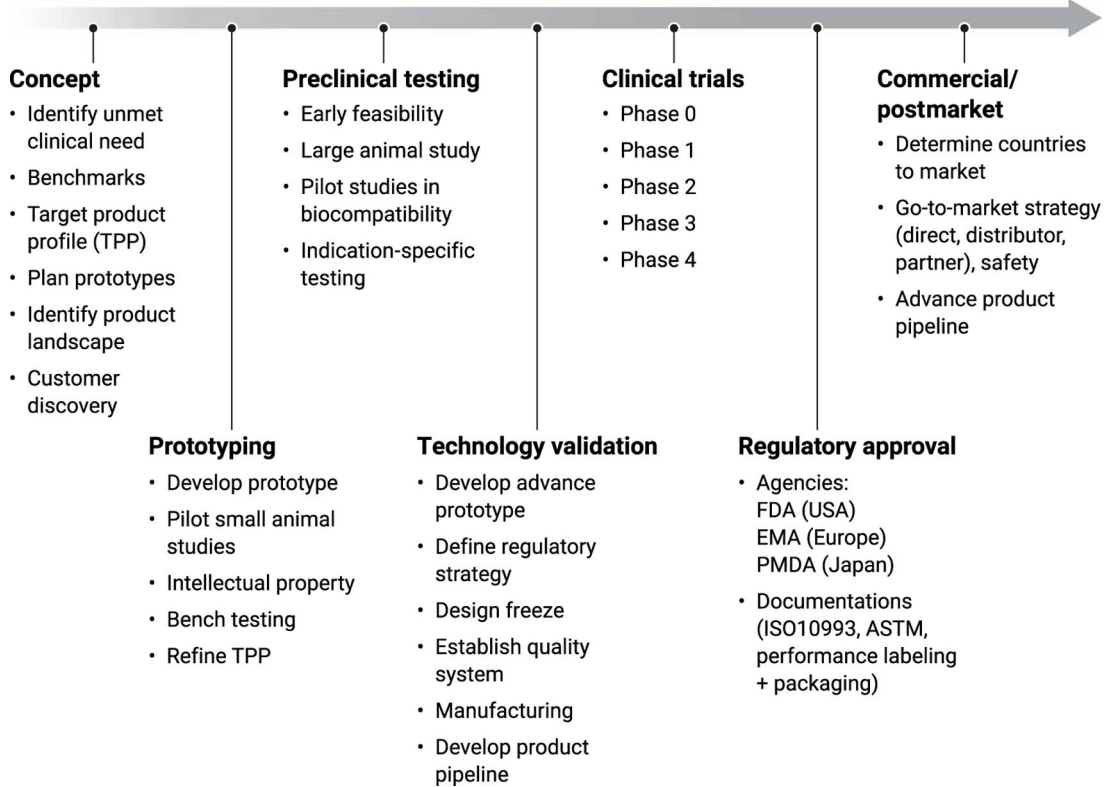 Concept
• Identify unmet
clinical need
• Benchmarks
• Target product
profile (TPP)
• Plan prototypes
• Identify product
landscape
• Customer
discovery
Prototyping
• Develop prototype
• Pilot small animal
studies
• Intellectual property
• Bench testing
• Refine TPP
Preclinical testing
• Early feasibility
• Large animal study
• Pilot studies in
biocompatibility
• Indication-specific
testing
Technology validation
• Develop advance
prototype
• Define regulatory
strategy
• Design freeze
• Establish quality
system
• Manufacturing
• Develop product
pipeline
Clinical trials
• Phase 0
• Phase 1
• Phase 2
• Phase 3
• Phase 4
Regulatory approval
• Agencies:
FDA (USA)
EMA (Europe)
PMDA (Japan)
• Documentations
(ISO10993, ASTM,
performance labeling
+ packaging)
Commercial/
postmarket
• Determine countries
to market
• Go-to-market strategy
(direct, distributor,
partner), safety
• Advance product
pipeline